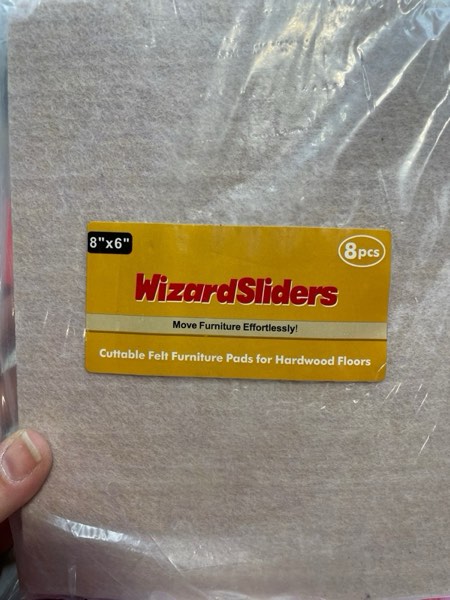 8"x6"
8pcs
WizardSliders
Move Furniture Effortlessly!
Cuttable Felt Furniture Pads for Hardwood Floors